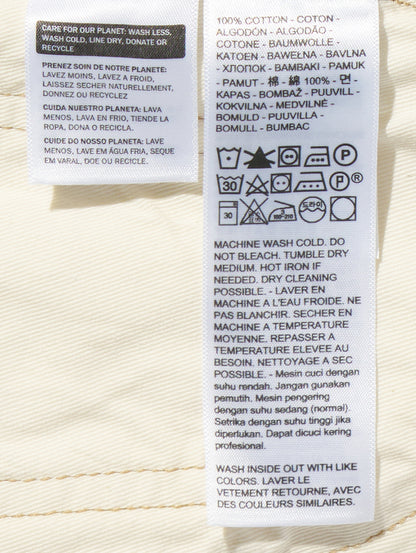 CARE FOR OUR PLANET: WASH LESS,
WASH COLD, LINE DRY, DONATE OR
RECYCLE
PRENEZ SOIN DE NOTRE PLANETE:
LAVEZ MOINS, LAVEZ A FROID,
LAISSEZ SECHER NATURELLEMENT,
DONNEZ OU RECYCLEZ
CUIDA NUESTRO PLANETA: LAVA
MENOS, LAVA EN FRIO, TIENDE LA
ROPA, DONA O RECICLA.
CUIDE DO NOSSO PLANETA: LAVE
MENOS, LAVE EM ÁGUA FRIA, SEQUE
EM VARAL, DOE OU RECICLE.
100% COTTON - COTON -
ALGODÓN - ALGODÃO -
COTONE - BAUMWOLLE -
KATOEN - BAWEŁNA - BAVLNA
- ХЛОПОК - BAMBAKI - PAMUK
- PAMUT 棉 - 綿 100% - 면 -
KAPAS - BOMBAŽ - PUUVILL -
KOKVILNA - MEDVILNĖ -
BOMULD - PUUVILLA -
BOMULL - BUMBAC
P
30 P®
30 180-210 드라이
MACHINE WASH COLD. DO
NOT BLEACH. TUMBLE DRY
MEDIUM. HOT IRON IF
NEEDED. DRY CLEANING
POSSIBLE. - LAVER EN
MACHINE A L'EAU FROIDE. NE
PAS BLANCHIR. SECHER EN
MACHINE A TEMPERATURE
MOYENNE. REPASSER A
TEMPERATURE ELEVEE AU
BESOIN. NETTOYAGE A SEC
POSSIBLE. - Mesin cuci dengan
suhu rendah. Jangan gunakan
pemutih. Mesin pengering
dengan suhu sedang (normal).
Setrika dengan suhu tinggi jika
diperlukan. Dapat dicuci kering
profesional.
WASH INSIDE OUT WITH LIKE
COLORS. LAVER LE
VETEMENT RETOURNE, AVEC
DES COULEURS SIMILAIRES.